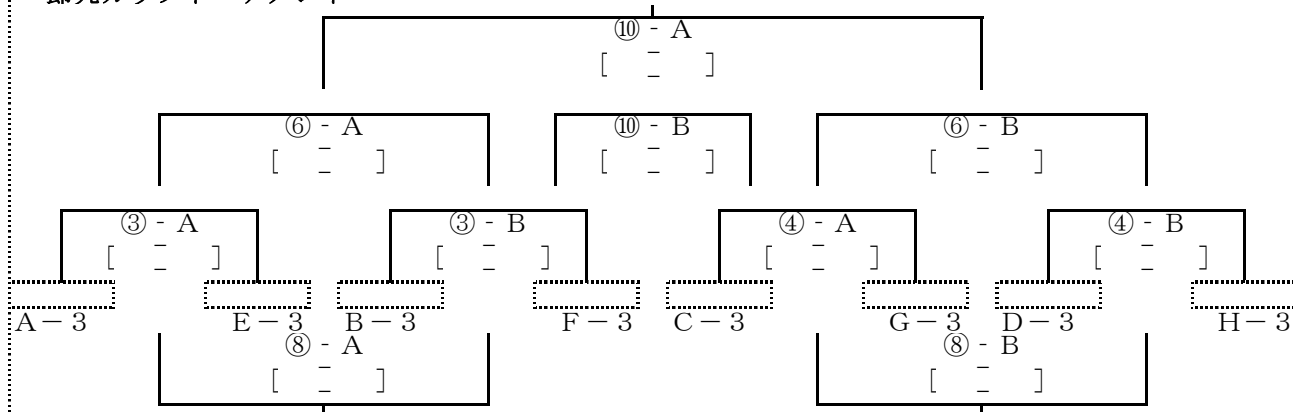 ⑩ - A
[ - - ]
⑥ - A ⑩ - B ⑥ - B
[ - - ] [ - - ] [ - - ]
③ - A ③ - B ④ - A ④ - B
[ - - ] [ - - ] [ - - ] [ - - ]
A－3 E－3 B－3 F－3 C－3 G－3 D－3 H－3
⑧ - A ⑧ - B
[ - - ] [ - - ]